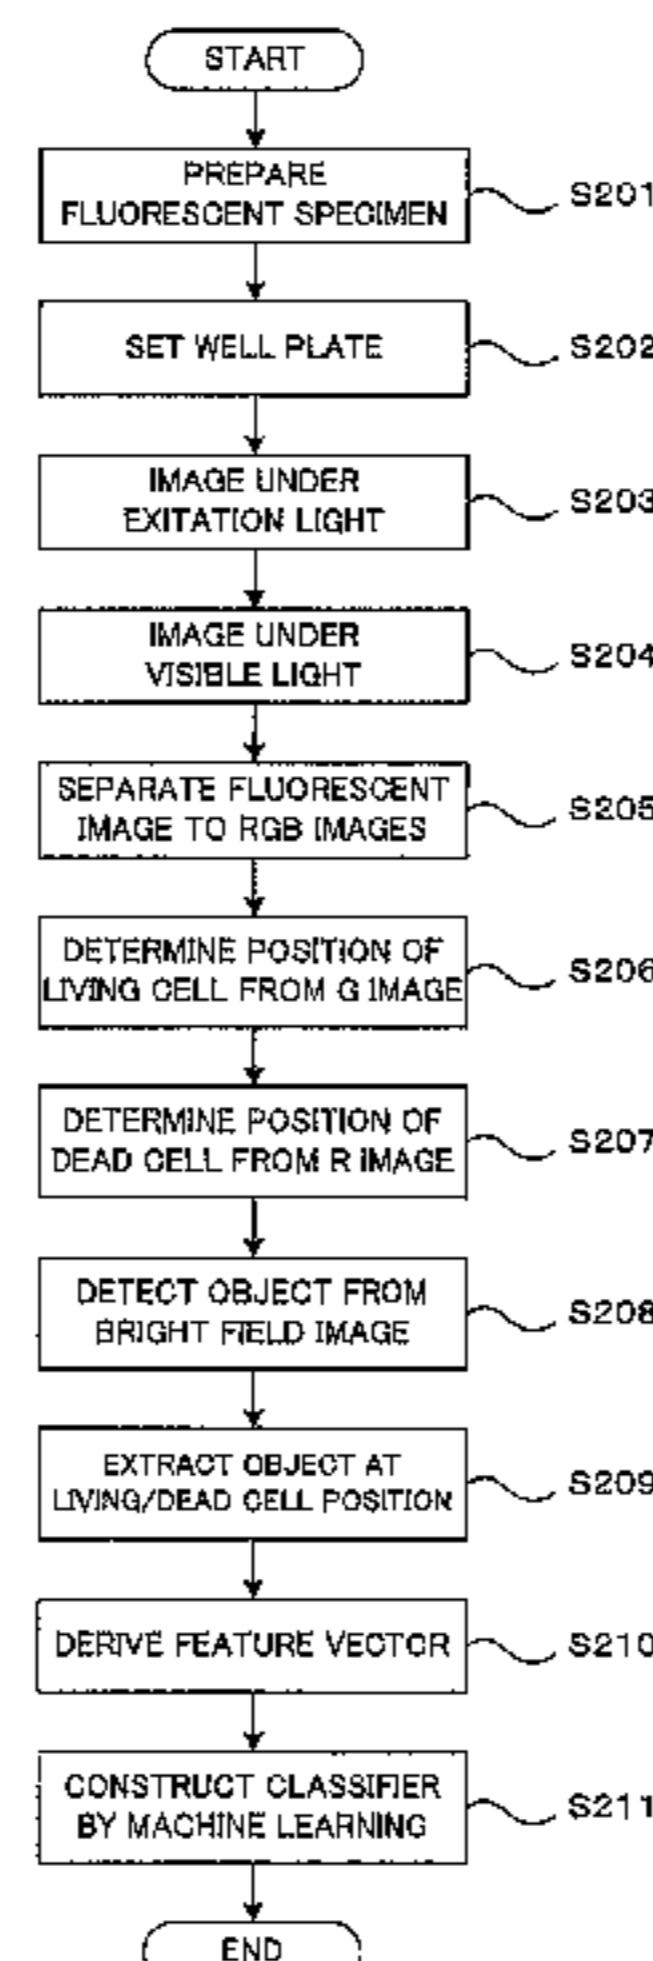 START
PREPARE
FLUORESCENT SPECIMEN
S201
SET WELL PLATE
S202
IMAGE UNDER
EXITATION LIGHT
S203
IMAGE UNDER
VISIBLE LIGHT
S204
SEPARATE FLUORESCENT
IMAGE TO RGB IMAGES
S205
DETERMINE POSITION OF
LIVING CELL FROM G IMAGE
S206
DETERMINE POSITION OF
DEAD CELL FROM R IMAGE
S207
DETECT OBJECT FROM
BRIGHT FIELD IMAGE
S208
EXTRACT OBJECT AT
LIVING/DEAD CELL POSITION
S209
DERIVE FEATURE VECTOR
S210
CONSTRUCT CLASSIFIER
BY MACHINE LEARNING
S211
END